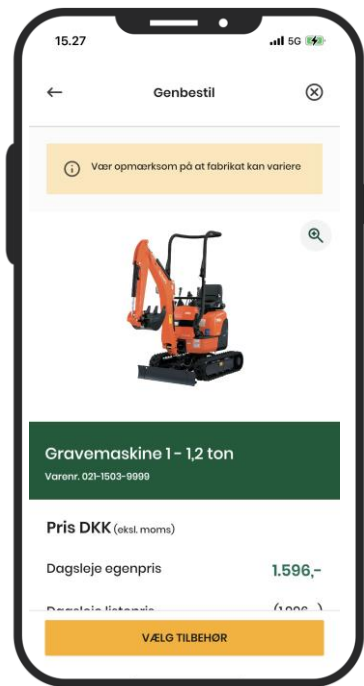 15.27 5G
Genbestil
Vær opmærksom på at fabrikat kan variere
Gravemaskine 1 - 1,2 ton
Varenr. 021-1503-9999
Pris DKK (eksl. moms)
Dagsleje egenpris 1.596,-
VÆLG TILBEHØR